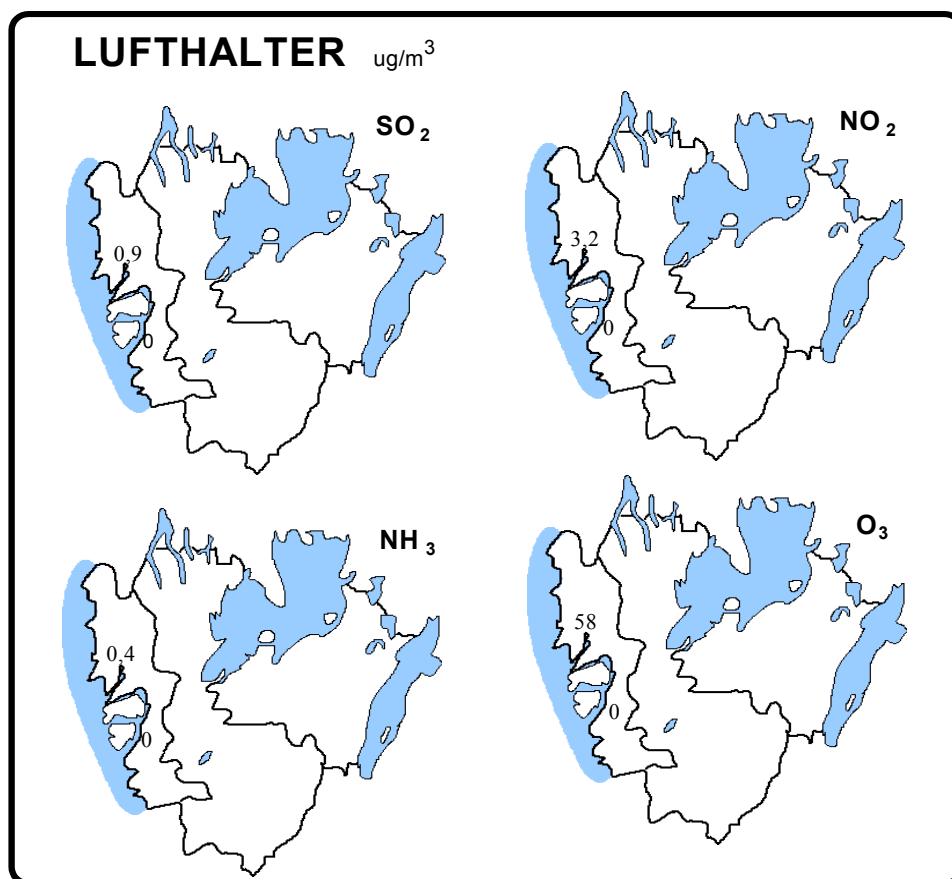 LUFTHALTER ug/m³
SO₂
0,9
0
NO₂
3,2
0
NH₃
0,4
0
O₃
58
0